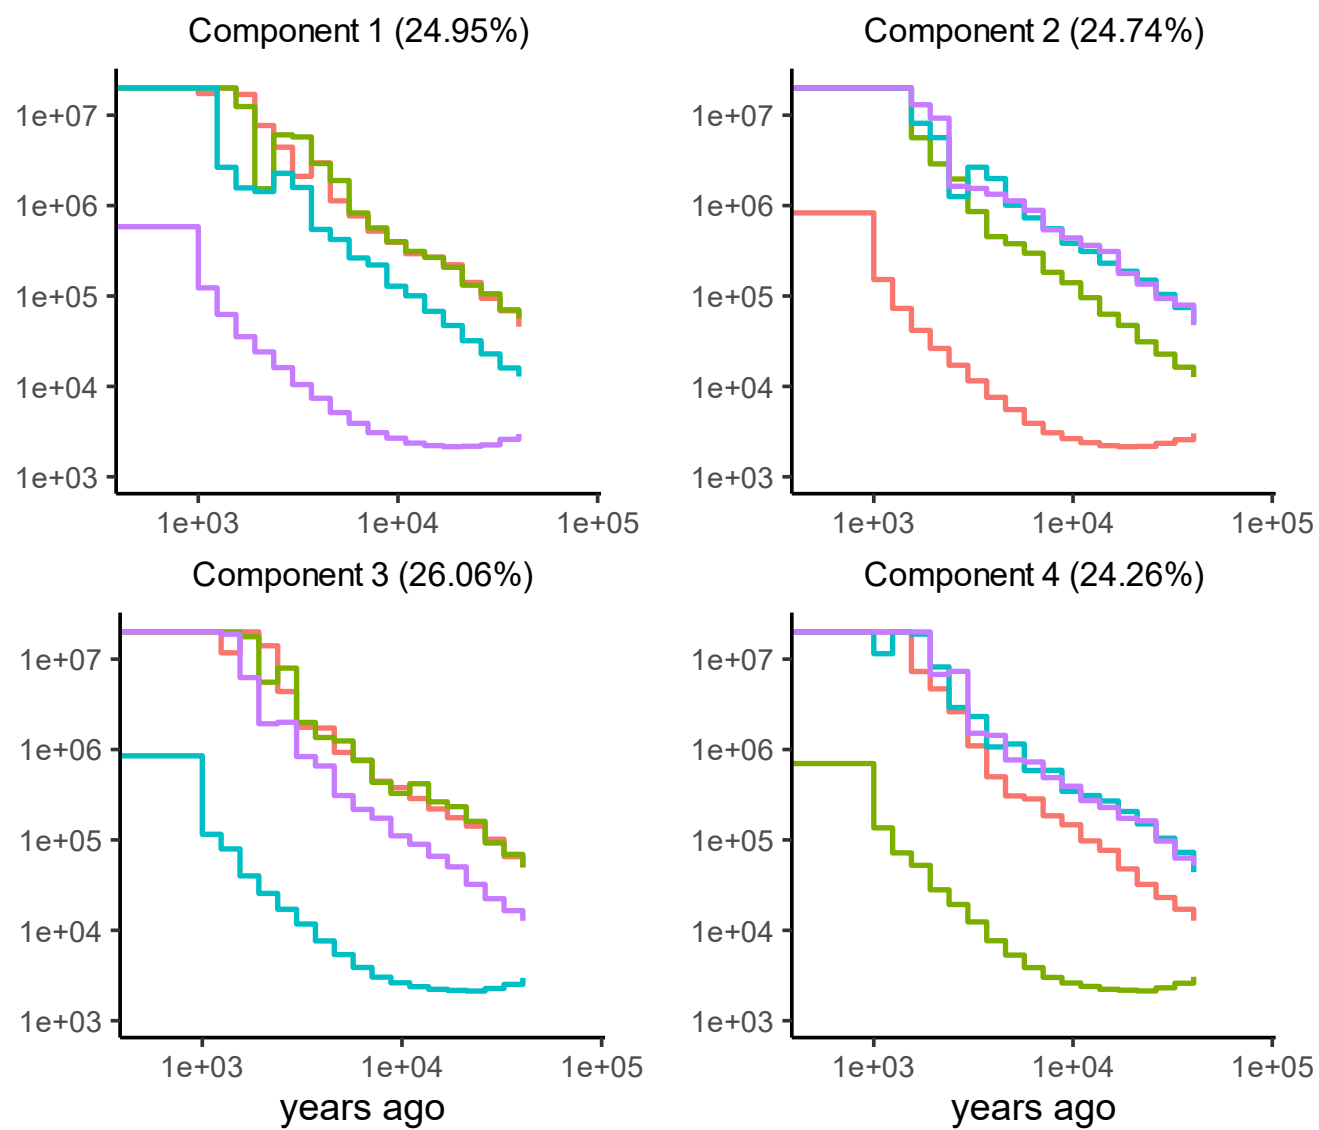 Component 1 (24.95%)
Component 2 (24.74%)
1e+07
1e+06
1e+05
1e+04
1e+03
1e+03 1e+04 1e+05
1e+07
1e+06
1e+05
1e+04
1e+03
1e+03 1e+04 1e+05
Component 3 (26.06%)
Component 4 (24.26%)
1e+07
1e+06
1e+05
1e+04
1e+03
1e+03 1e+04 1e+05
years ago
1e+07
1e+06
1e+05
1e+04
1e+03
1e+03 1e+04 1e+05
years ago